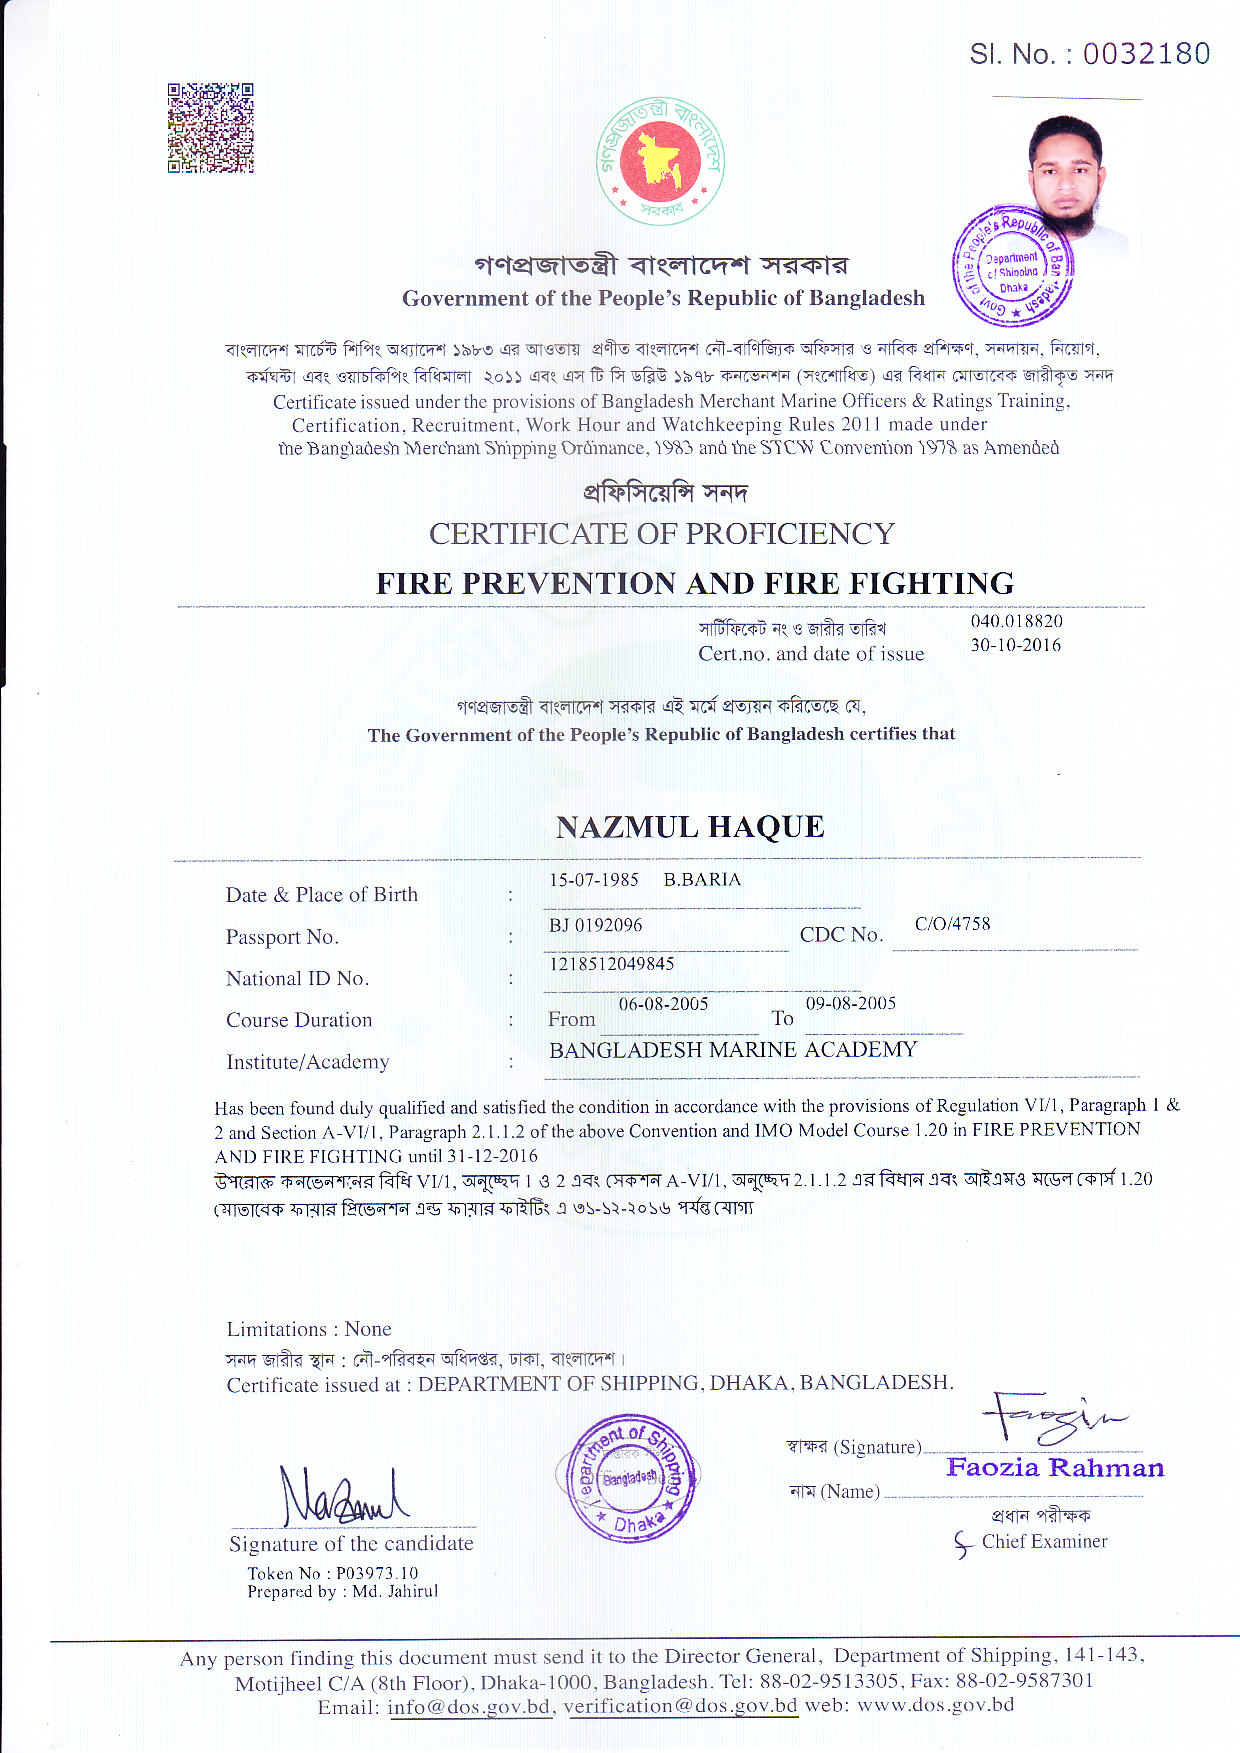 Sl. No. : 0032180
গণপ্রজাতন্ত্রী বাংলাদেশ
সরকার
Govt of the People's Republic of Bangladesh
Department
of Shipping
Dhaka
গণপ্রজাতন্ত্রী বাংলাদেশ সরকার
Government of the People's Republic of Bangladesh
বাংলাদেশ মার্চেন্ট শিপিং অধ্যাদেশ ১৯৮৩ এর আওতায় প্রণীত বাংলাদেশ নৌ-বাণিজ্যিক অফিসার ও নাবিক প্রশিক্ষণ, সনদায়ন, নিয়োগ,
কর্মঘন্টা এবং ওয়াচকিপিং বিধিমালা ২০১১ এবং এস টি সি ডব্লিউ ১৯৭৮ কনভেনশন (সংশোধিত) এর বিধান মোতাবেক জারীকৃত সনদ
Certificate issued under the provisions of Bangladesh Merchant Marine Officers & Ratings Training,
Certification, Recruitment, Work Hour and Watchkeeping Rules 2011 made under
the Bangladesh Merchant Shipping Ordinance, 1983 and the STCW Convention 1978 as Amended
প্রফিসিয়েন্সি সনদ
CERTIFICATE OF PROFICIENCY
FIRE PREVENTION AND FIRE FIGHTING
সার্টিফিকেট নং ও জারীর তারিখ 040.018820
Cert.no. and date of issue 30-10-2016
গণপ্রজাতন্ত্রী বাংলাদেশ সরকার এই মর্মে প্রত্যয়ন করিতেছে যে,
The Government of the People's Republic of Bangladesh certifies that
NAZMUL HAQUE
Date & Place of Birth : 15-07-1985 B.BARIA
Passport No. : BJ 0192096 CDC No. C/O/4758
National ID No. : 1218512049845
Course Duration : From 06-08-2005 To 09-08-2005
Institute/Academy : BANGLADESH MARINE ACADEMY
Has been found duly qualified and satisfied the condition in accordance with the provisions of Regulation VI/1, Paragraph 1 &
2 and Section A-VI/1, Paragraph 2.1.1.2 of the above Convention and IMO Model Course 1.20 in FIRE PREVENTION
AND FIRE FIGHTING until 31-12-2016
উপরোক্ত কনভেনশনের বিধি VI/1, অনুচ্ছেদ 1 ও 2 এবং সেকশন A-VI/1, অনুচ্ছেদ 2.1.1.2 এর বিধান এবং আইএমও মডেল কোর্স 1.20
মোতাবেক ফায়ার প্রিভেনশন এন্ড ফায়ার ফাইটিং এ ৩১-১২-২০১৬ পর্যন্ত যোগ্য
Limitations : None
সনদ জারীর স্থান : নৌ-পরিবহন অধিদপ্তর, ঢাকা, বাংলাদেশ।
Certificate issued at : DEPARTMENT OF SHIPPING, DHAKA, BANGLADESH.
Faozia
স্বাক্ষর (Signature)
Faozia Rahman
নাম (Name)
প্রধান পরীক্ষক
Chief Examiner
Department of Shipping
Bangladesh
Dhaka
Nazmul
Signature of the candidate
Token No : P03973.10
Prepared by : Md. Jahirul
Any person finding this document must send it to the Director General, Department of Shipping, 141-143,
Motijheel C/A (8th Floor), Dhaka-1000, Bangladesh. Tel: 88-02-9513305, Fax: 88-02-9587301
Email: info@dos.gov.bd, verification@dos.gov.bd web: www.dos.gov.bd